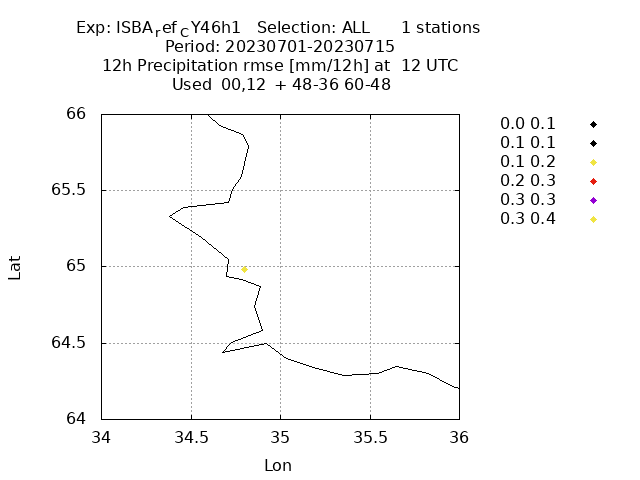 Exp: ISBA_ref_CY46h1 Selection: ALL 1 stations
Period: 20230701-20230715
12h Precipitation rmse [mm/12h] at 12 UTC
Used 00,12 + 48-36 60-48
66
65.5
65
64.5
64
34
34.5
35
35.5
36
Lat
Lon
0.0 0.1
0.1 0.1
0.1 0.2
0.2 0.3
0.3 0.3
0.3 0.4